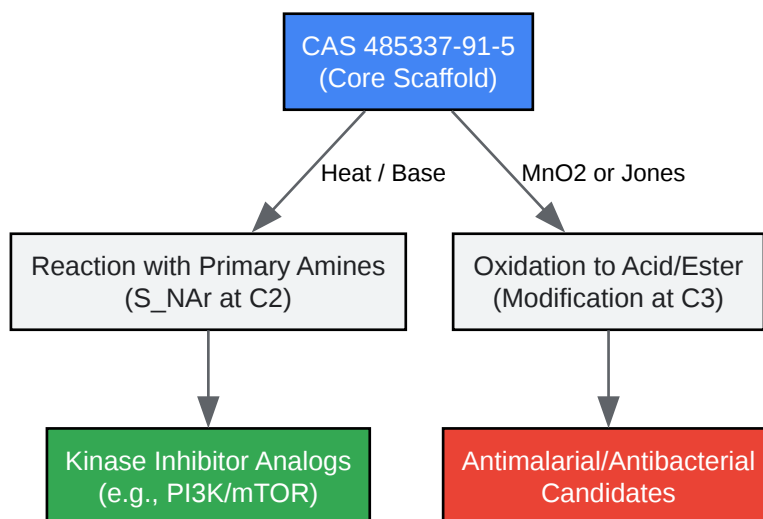 CAS 485337-91-5
(Core Scaffold)
Heat / Base
MnO2 or Jones
Reaction with Primary Amines
(S_NAr at C2)
Oxidation to Acid/Ester
(Modification at C3)
Kinase Inhibitor Analogs
(e.g., PI3K/mTOR)
Antimalarial/Antibacterial
Candidates